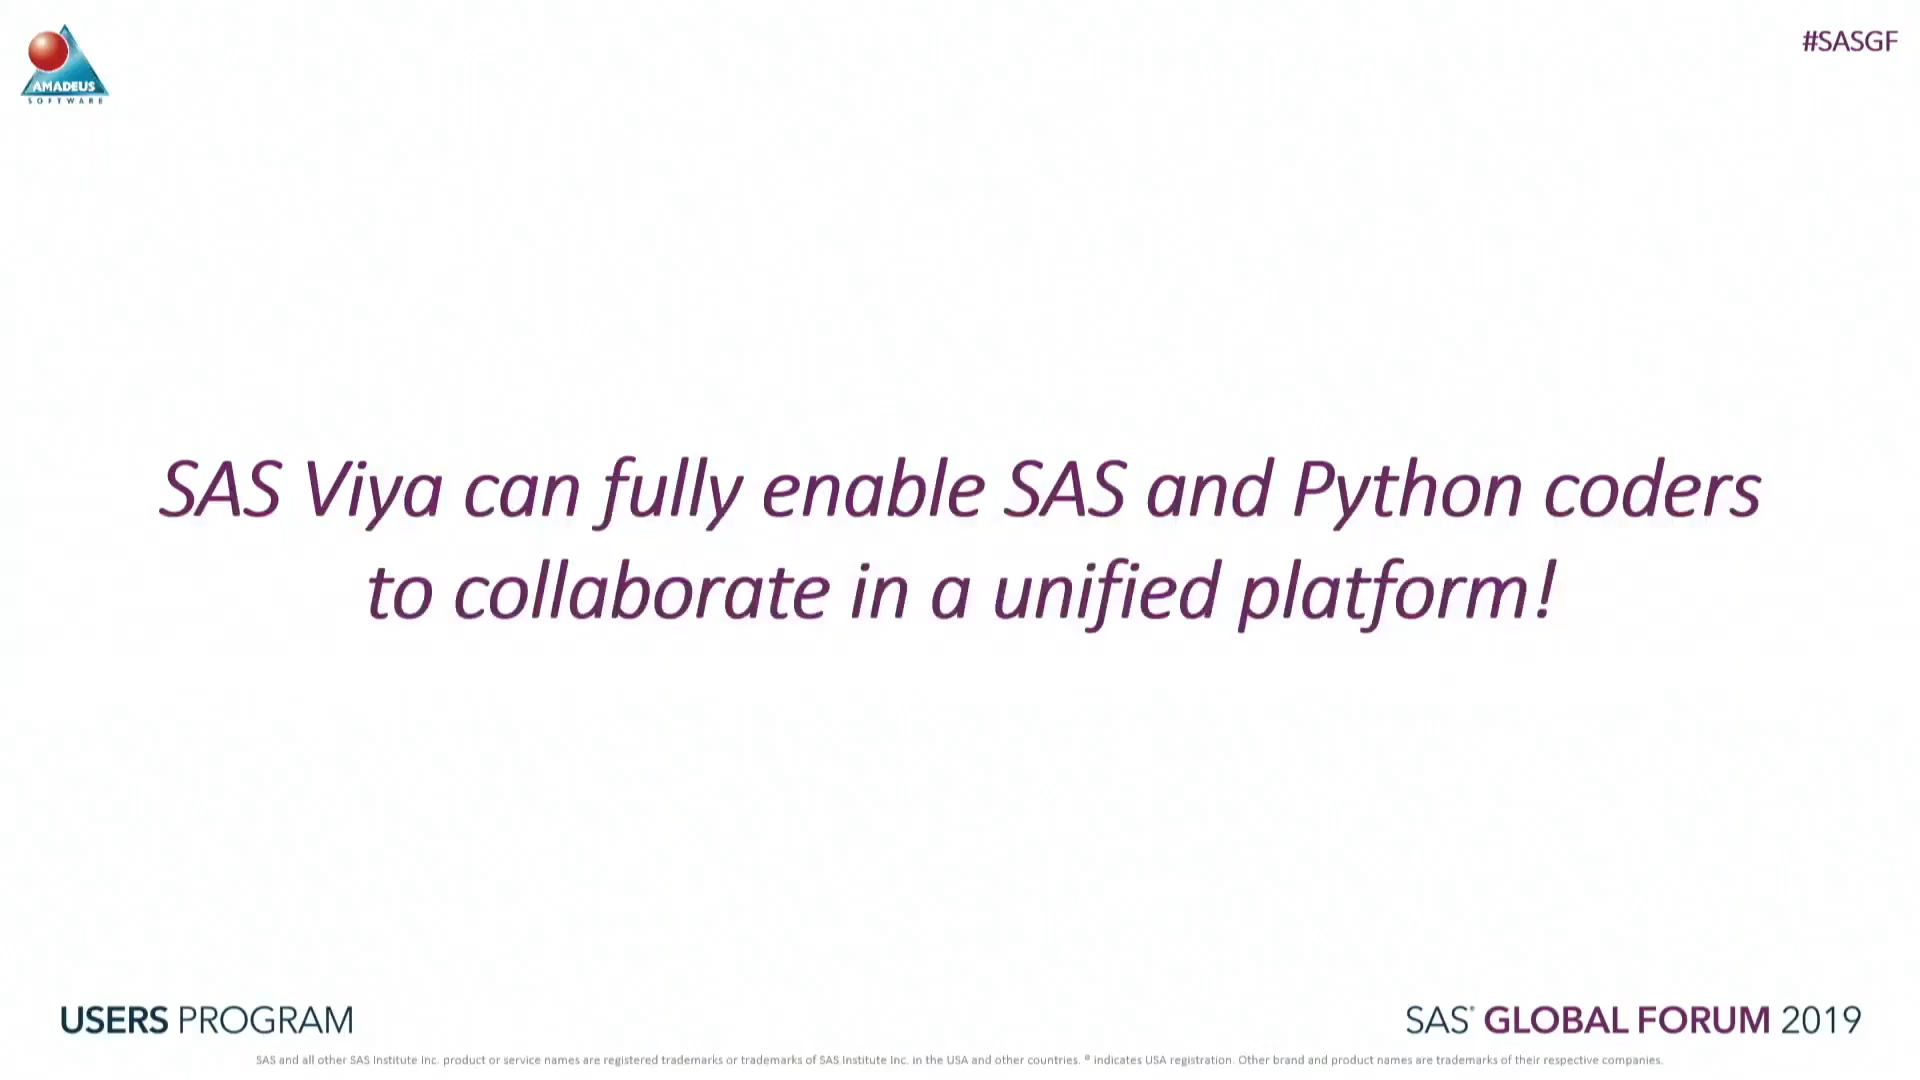 AMADEUS
SOFTWARE
#SASGF
SAS Viya can fully enable SAS and Python coders
to collaborate in a unified platform!
USERS PROGRAM
SAS® GLOBAL FORUM 2019
SAS and all other SAS Institute Inc. product or service names are registered trademarks or trademarks of SAS Institute Inc. in the USA and other countries. ® indicates USA registration. Other brand and product names are trademarks of their respective companies.